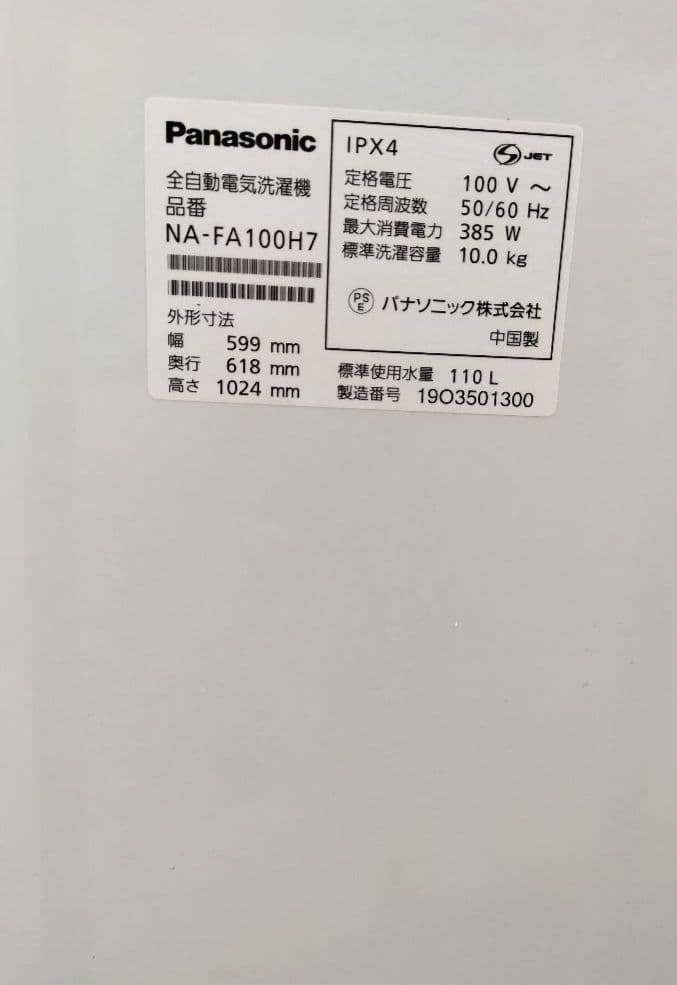 Panasonic
全自動電気洗濯機
品番
NA-FA100H7
外形寸法
幅 599 mm
奥行 618 mm
高さ 1024 mm
IPX4
JET
定格電圧 100 V ~
定格周波数 50/60 Hz
最大消費電力 385 W
標準洗濯容量 10.0 kg
PS
E
パナソニック株式会社
中国製
標準使用水量 110 L
製造番号 19O3501300